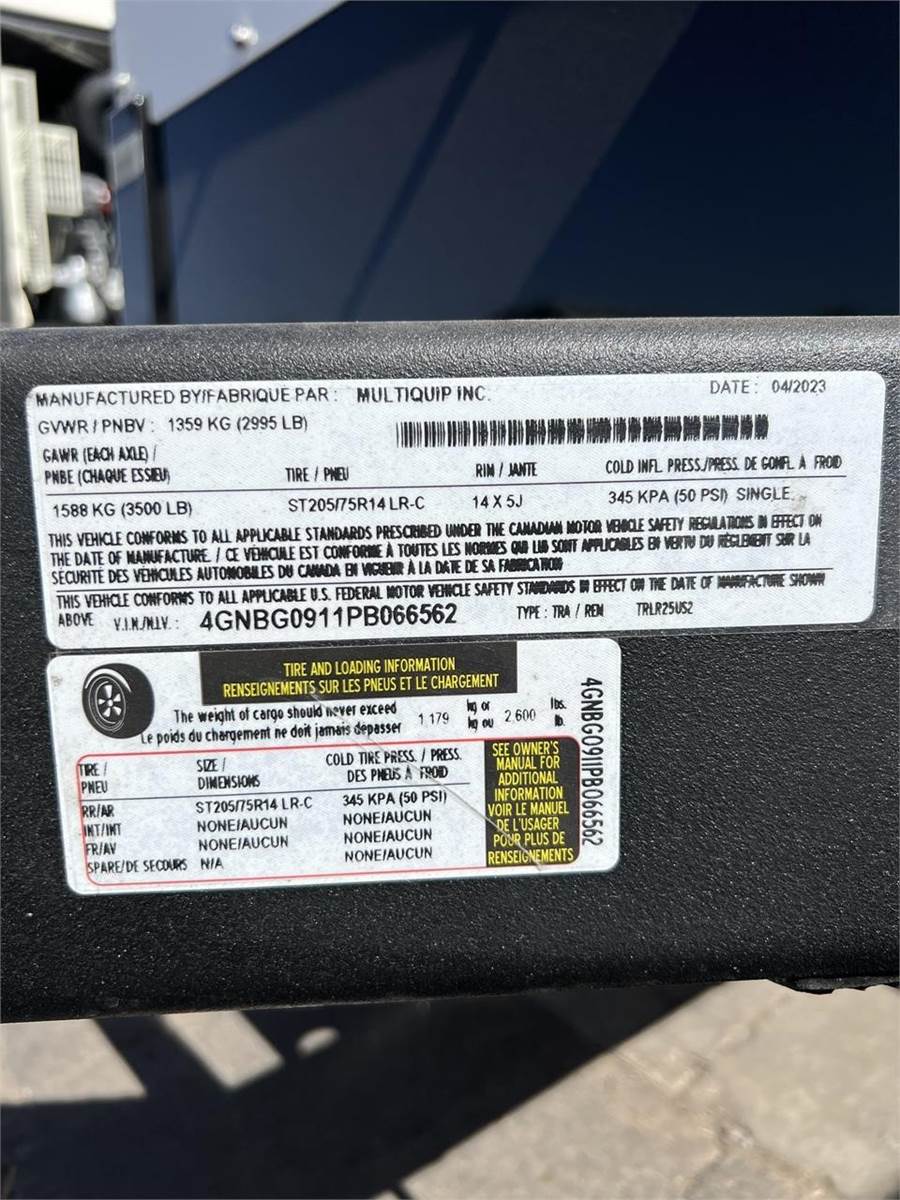 MANUFACTURED BY/FABRIQUE PAR : MULTIQUIP INC. DATE : 04/2023
GVWR / PNBV : 1359 KG (2995 LB)
GAWR (EACH AXLE) /
PNBE (CHAQUE ESSIEU) TIRE / PNEU RIN / JANTE COLD INFL. PRESS./PRESS. DE GONFL. A FROID
1588 KG (3500 LB) ST205/75R14 LR-C 14 X 5J 345 KPA (50 PSI) SINGLE
THIS VEHICLE CONFORMS TO ALL APPLICABLE STANDARDS PRESCRIBED UNDER THE CANADIAN MOTOR VEHICLE SAFETY REGULATIONS IN EFFECT ON
THE DATE OF MANUFACTURE. / CE VÉHICULE EST CONFORME À TOUTES LES NORMES QUI LUI SONT APPLICABLES EN VERTU DU RÈGLEMENT SUR LA
SÉCURITÉ DES VÉHICULES AUTOMOBILES DU CANADA EN VIGUEUR À LA DATE DE SA FABRICATION
THIS VEHICLE CONFORMS TO ALL APPLICABLE U.S. FEDERAL MOTOR VEHICLE SAFETY STANDARDS IN EFFECT ON THE DATE OF MANUFACTURE SHOWN
ABOVE V.I.N./N.I.V. : 4GNBG0911PB066562 TYPE : TRA / REM TRLR25US2
TIRE AND LOADING INFORMATION
RENSEIGNEMENTS SUR LES PNEUS ET LE CHARGEMENT
The weight of cargo should never exceed 1,179 kg or 2,600 lbs.
Le poids du chargement ne doit jamais dépasser kg ou lb.
TIRE / SIZE / COLD TIRE PRESS. / PRESS.
PNEU DIMENSIONS DES PNEUS À FROID
RR/AR ST205/75R14 LR-C 345 KPA (50 PSI)
INT/INT NONE/AUCUN NONE/AUCUN
FR/AV NONE/AUCUN NONE/AUCUN
SPARE/DE SECOURS N/A NONE/AUCUN
SEE OWNER'S
MANUAL FOR
ADDITIONAL
INFORMATION
VOIR LE MANUEL
DE L'USAGER
POUR PLUS DE
RENSEIGNEMENTS
4GNBG0911PB066562